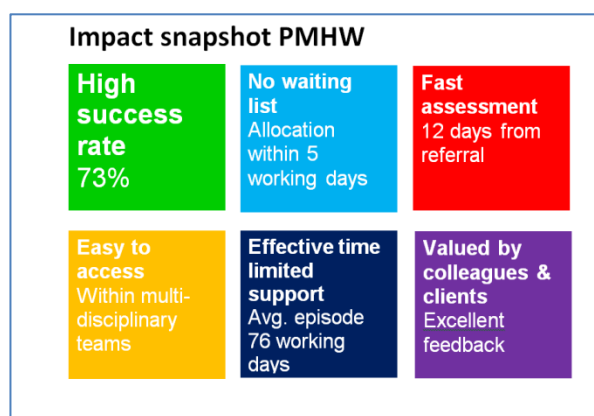 Impact snapshot PMHW
High
success
rate
73%
No waiting
list
Allocation
within 5
working days
Fast
assessment
12 days from
referral
Easy to
access
Within multi-
disciplinary
teams
Effective time
limited
support
Avg. episode
76 working
days
Valued by
colleagues &
clients
Excellent
feedback